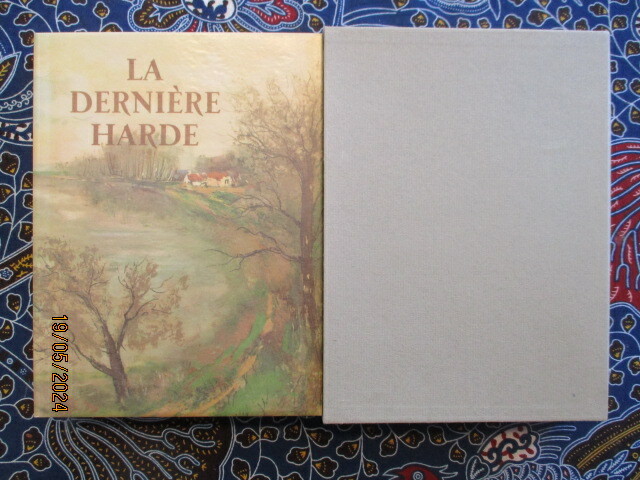 LA
DERNIÈRE
HARDE
19/05/2024